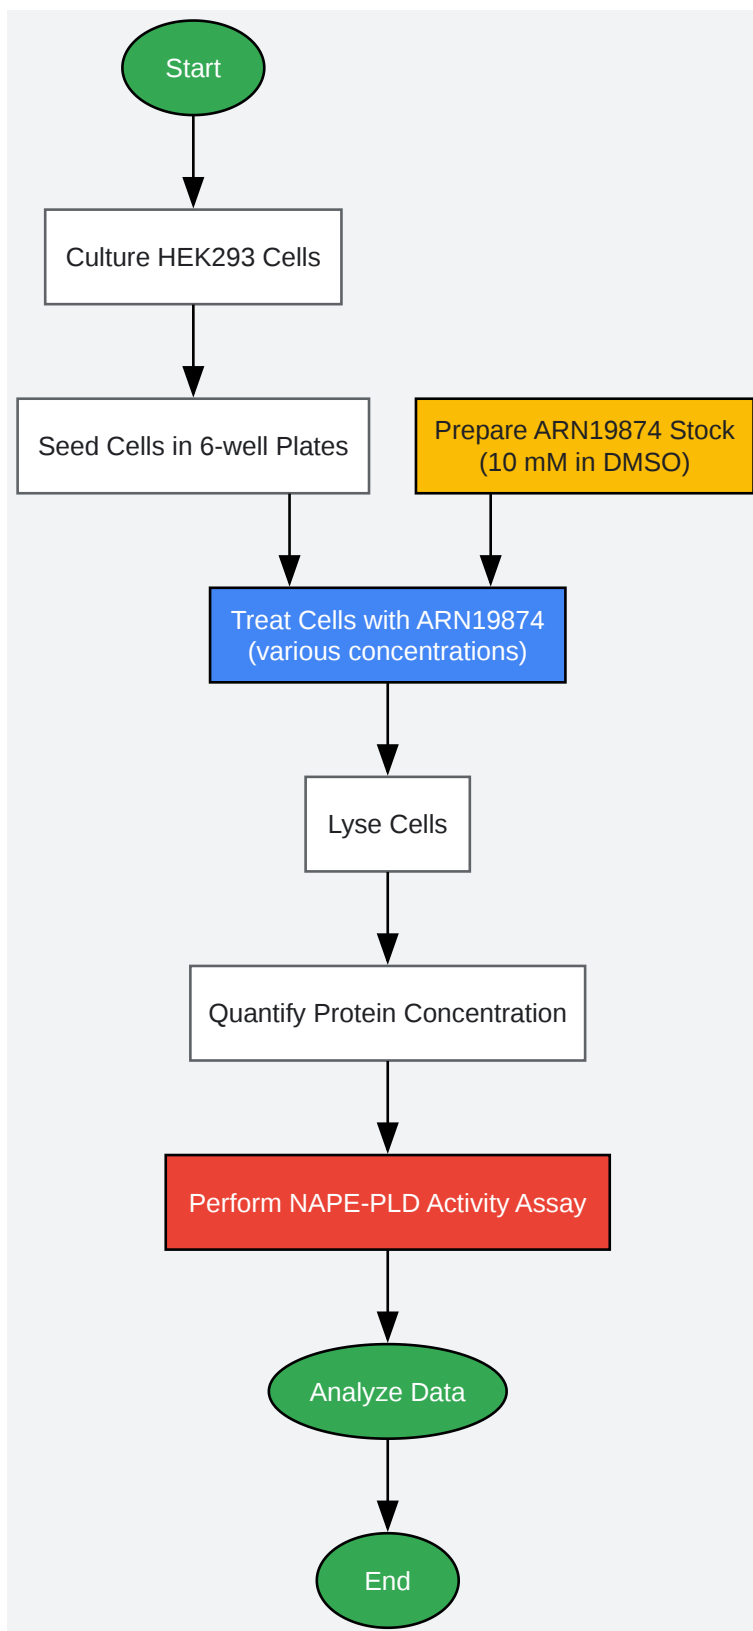 Start
Culture HEK293 Cells
Seed Cells in 6-well Plates
Prepare ARN19874 Stock
(10 mM in DMSO)
Treat Cells with ARN19874
(various concentrations)
Lyse Cells
Quantify Protein Concentration
Perform NAPE-PLD Activity Assay
Analyze Data
End